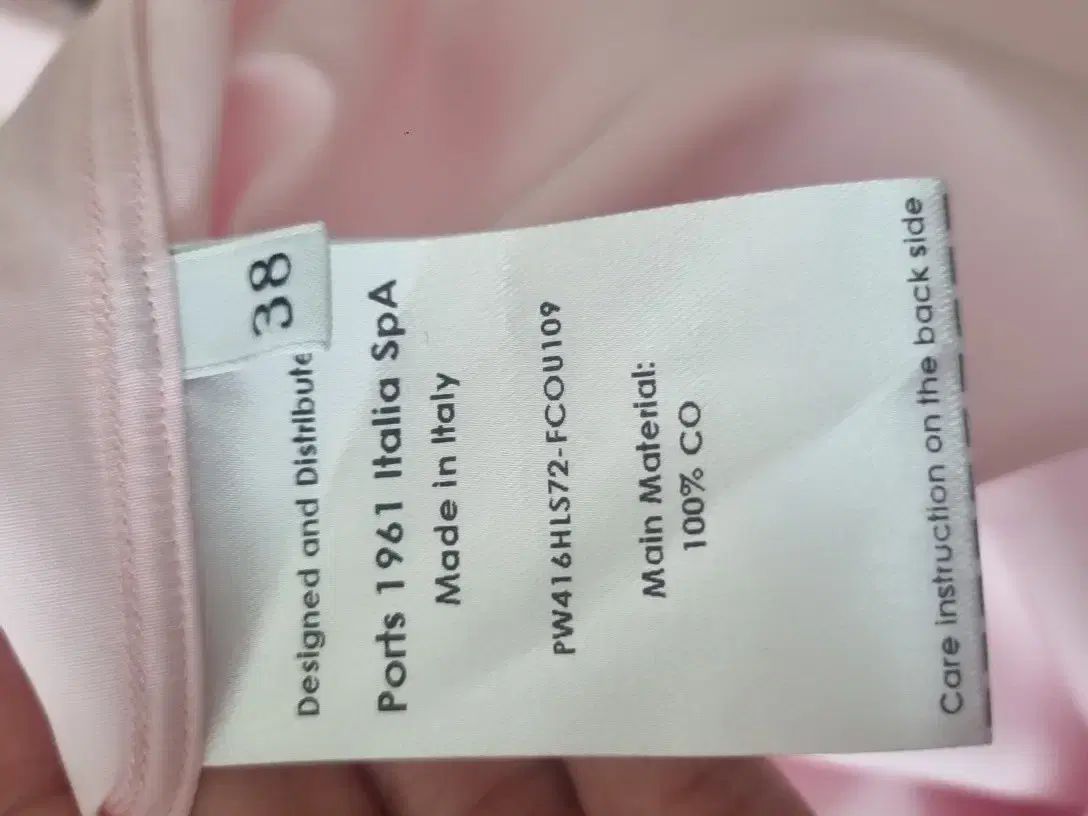 38
Designed and Distribute
Ports 1961 Italia SpA
Made in Italy
PW416HLS72-FCOU109
Main Material:
100% CO
Care instruction on the back side